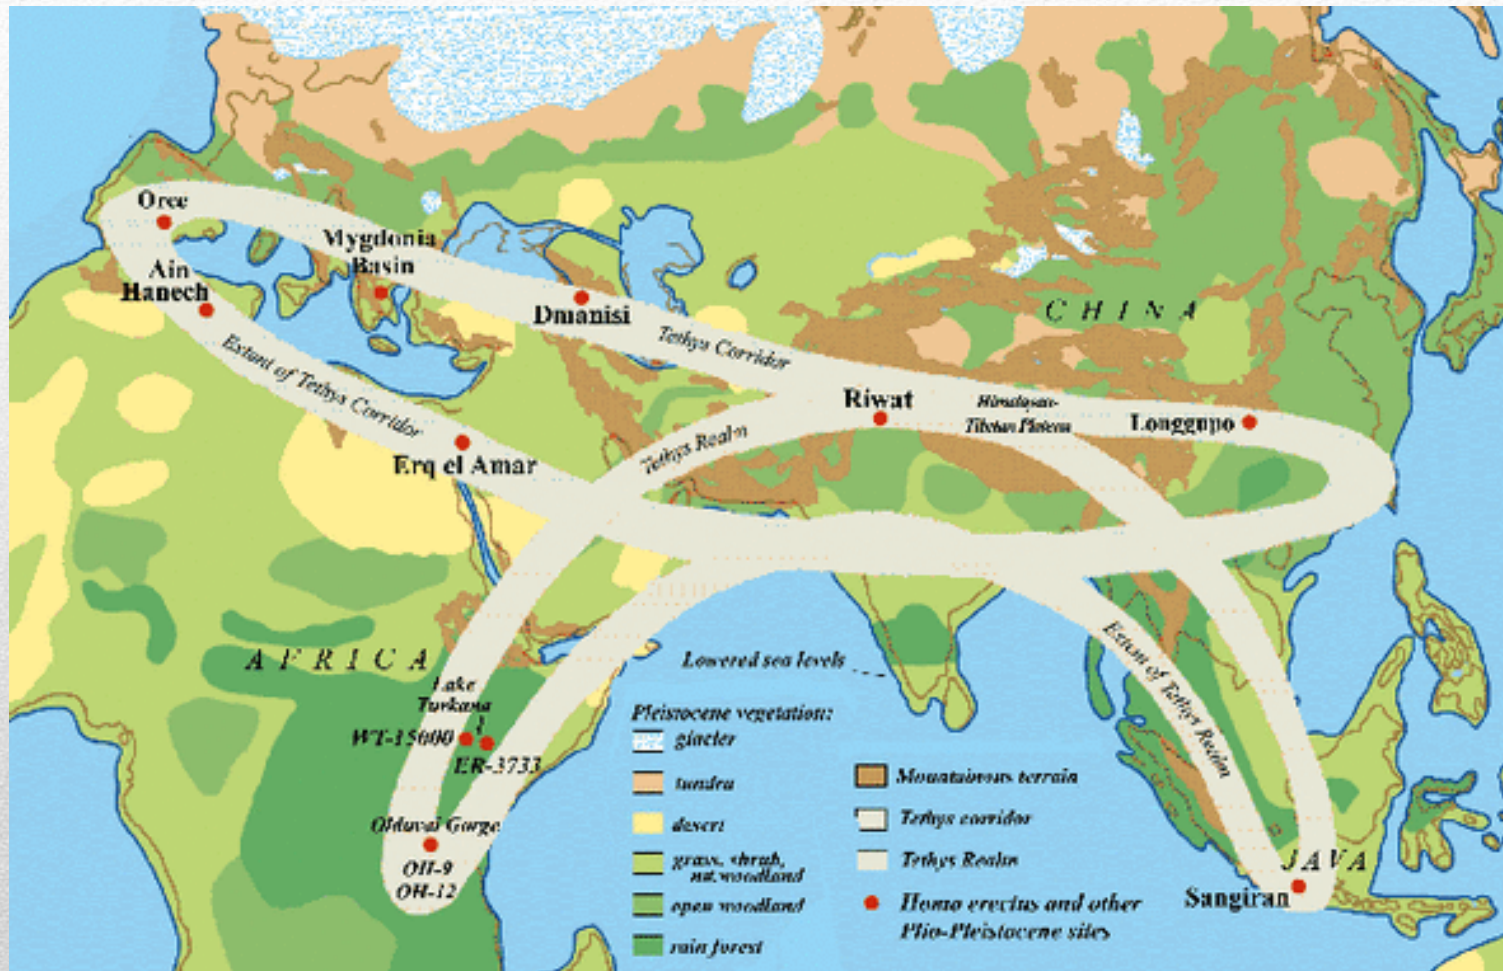 Orce
Mygdonia
Basin
Ain
Hanech
Dmanisi
Extent of Tethys Corridor
Tethys Corridor
CHINA
Riwat
Himalayan-
Tibetan Plateau
Longgupo
Tethys Realm
Erq el Amar
AFRICA
Lake
Turkana
WT-15000
ER-3733
Olduvai Gorge
OH-9
OH-12
Lowered sea levels
Extent of Tethys Realm
JAVA
Sangiran
Pleistocene vegetation:
glacier
tundra
desert
grass, shrub,
nut. woodland
open woodland
rain forest
Mountainous terrain
Tethys corridor
Tethys Realm
Homo erectus and other
Plio-Pleistocene sites